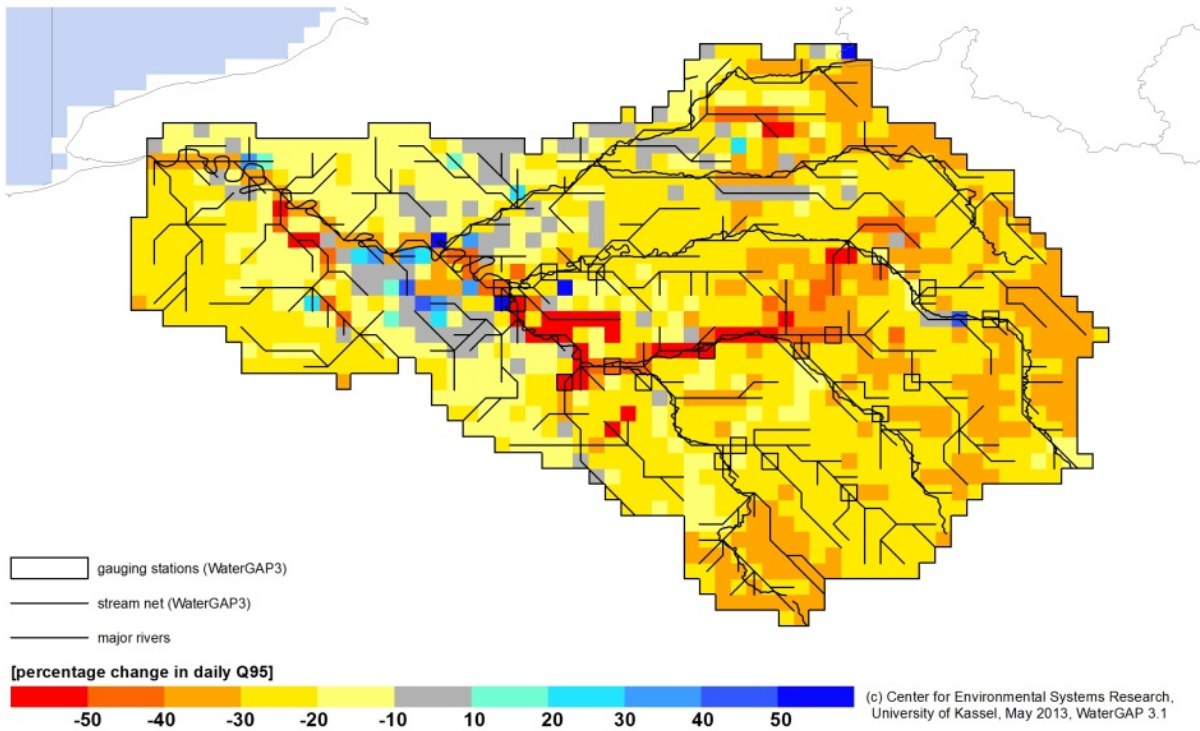 gauging stations (WaterGAP3)
stream net (WaterGAP3)
major rivers
[percentage change in daily Q95]
-50 -40 -30 -20 -10 10 20 30 40 50
(c) Center for Environmental Systems Research,
University of Kassel, May 2013, WaterGAP 3.1